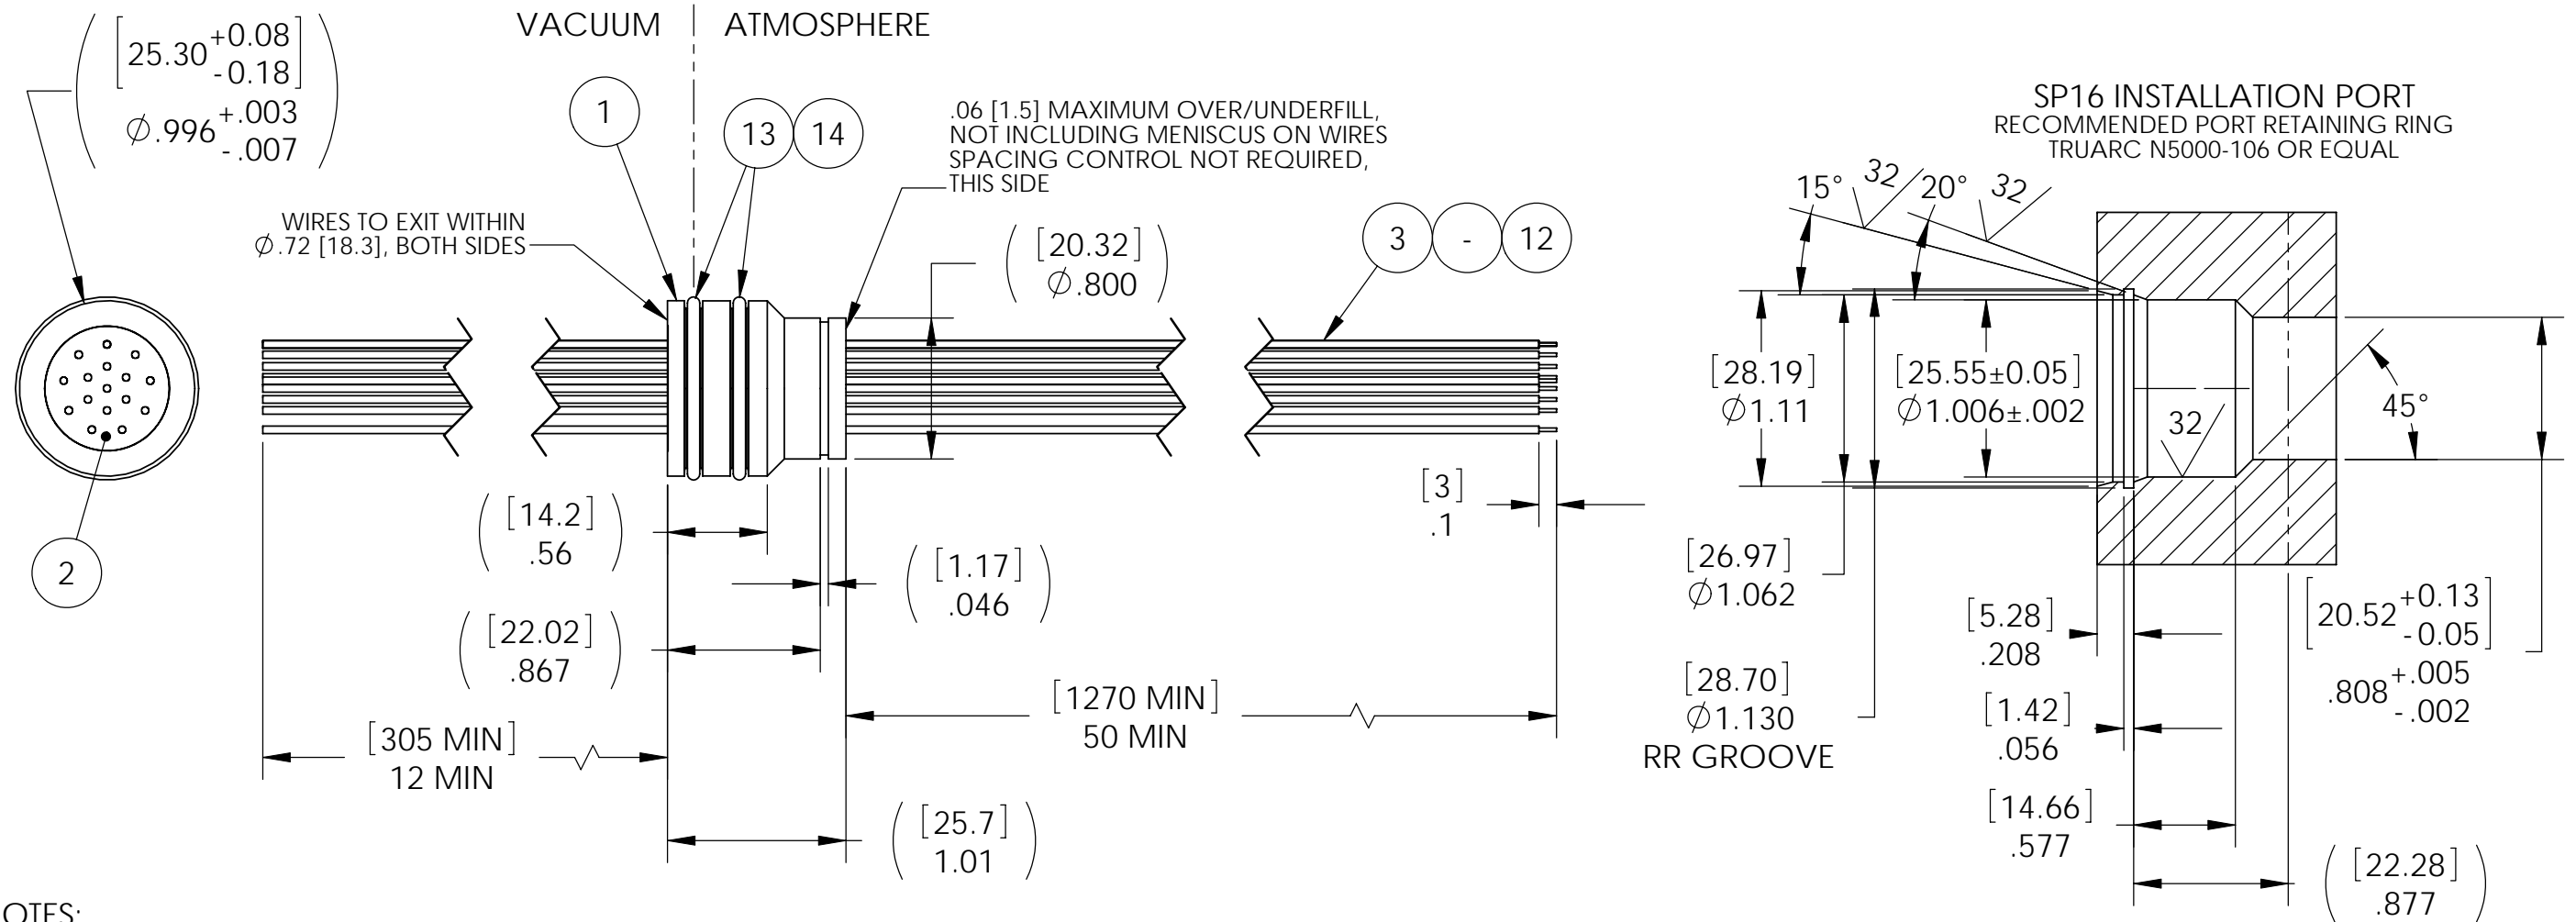 VACUUM
ATMOSPHERE
[25.30 +0.08 -0.18]
∅.996 +.003 -.007
1
13
14
.06 [1.5] MAXIMUM OVER/UNDERFILL,
NOT INCLUDING MENISCUS ON WIRES
SPACING CONTROL NOT REQUIRED,
THIS SIDE
WIRES TO EXIT WITHIN
∅.72 [18.3], BOTH SIDES
([20.32]
∅.800)
3
-
12
2
([14.2]
.56)
([1.17]
.046)
([22.02]
.867)
[305 MIN]
12 MIN
([25.7]
1.01)
[1270 MIN]
50 MIN
[3]
.1
SP16 INSTALLATION PORT
RECOMMENDED PORT RETAINING RING
TRUARC N5000-106 OR EQUAL
15°
32
20°
32
[28.19]
∅1.11
[25.55±0.05]
∅1.006±.002
32
45°
[26.97]
∅1.062
[28.70]
∅1.130
RR GROOVE
[5.28]
.208
[1.42]
.056
[14.66]
.577
[20.52 +0.13 -0.05]
.808 +.005 -.002
([22.28]
.877)
OTES: